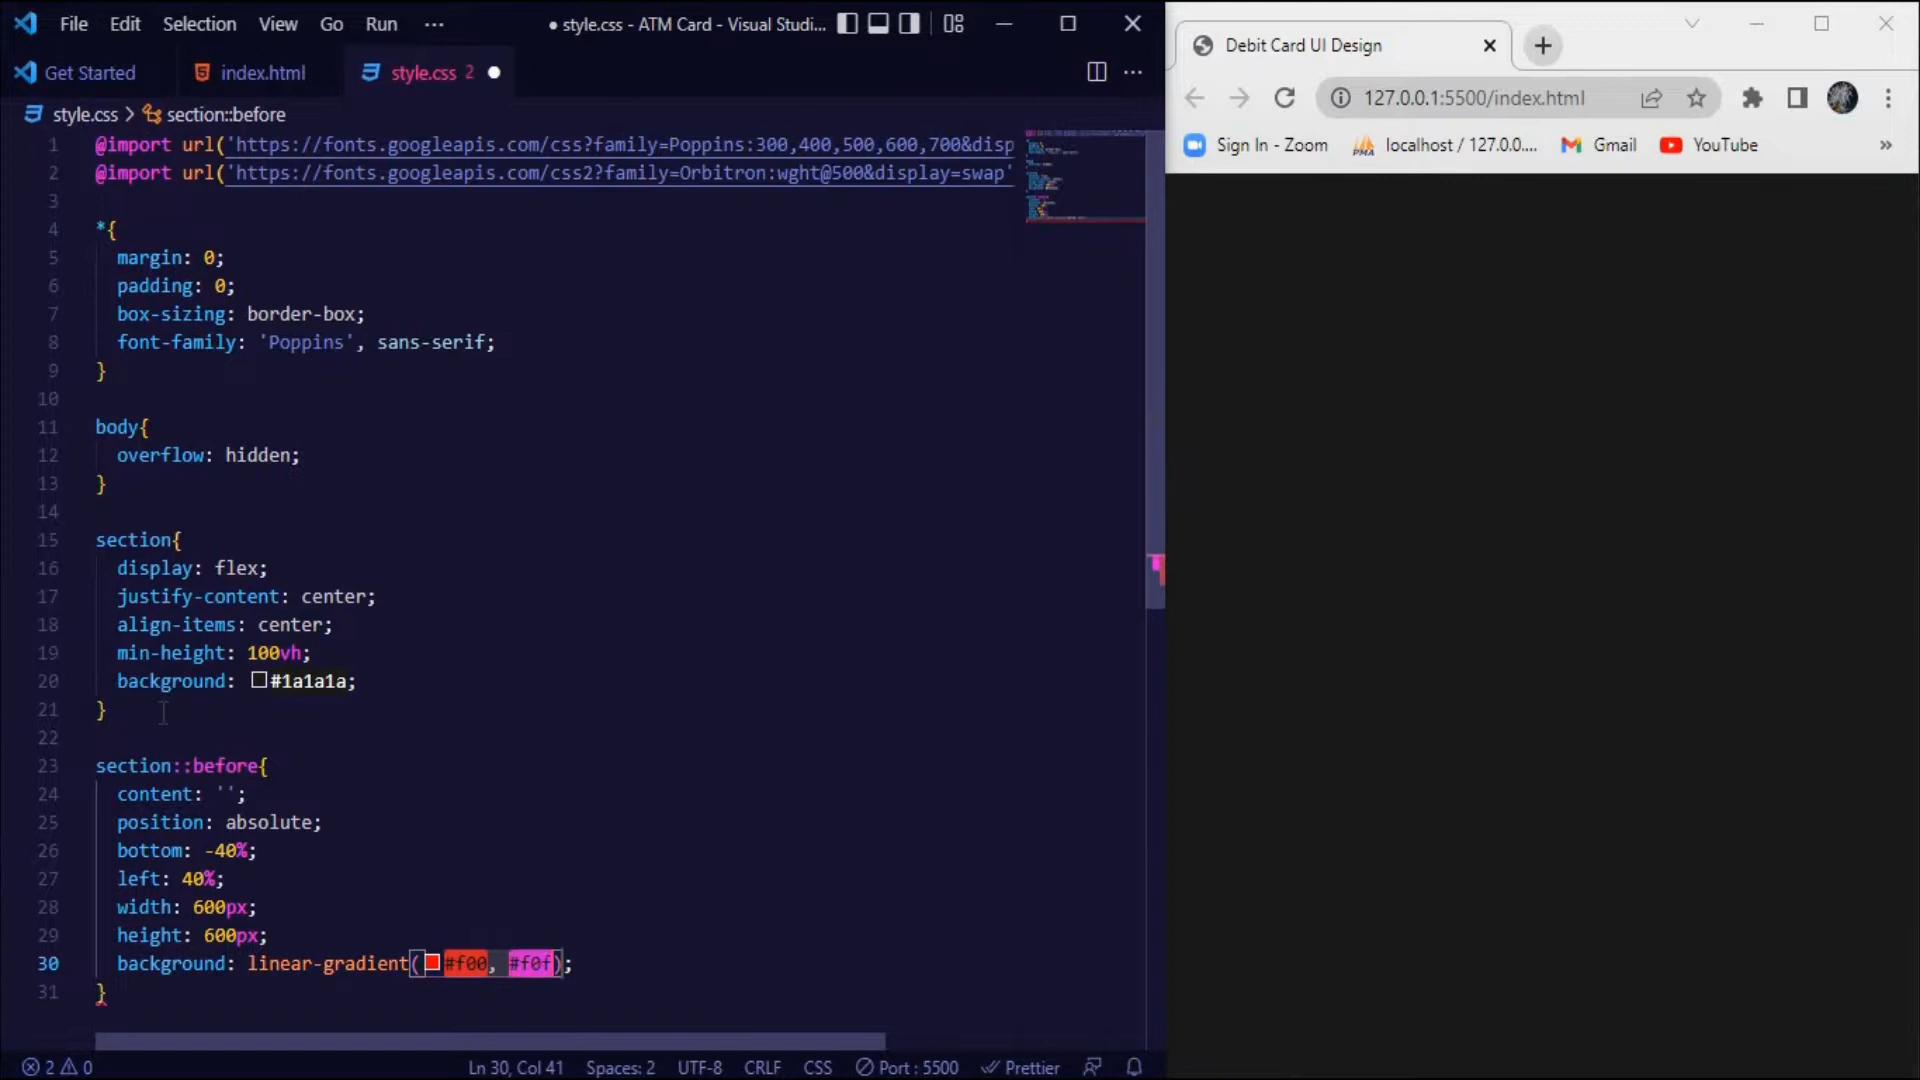 File Edit Selection View Go Run ··· ● style.css - ATM Card - Visual Studi...
Get Started index.html style.css 2 ●
style.css > section::before
1 @import url('https://fonts.googleapis.com/css?family=Poppins:300,400,500,600,700&disp
2 @import url('https://fonts.googleapis.com/css2?family=Orbitron:wght@500&display=swap'
3
4 *{
5 margin: 0;
6 padding: 0;
7 box-sizing: border-box;
8 font-family: 'Poppins', sans-serif;
9 }
10
11 body{
12 overflow: hidden;
13 }
14
15 section{
16 display: flex;
17 justify-content: center;
18 align-items: center;
19 min-height: 100vh;
20 background: #1a1a1a;
21 }
22
23 section::before{
24 content: '';
25 position: absolute;
26 bottom: -40%;
27 left: 40%;
28 width: 600px;
29 height: 600px;
30 background: linear-gradient(#f00, #f0f);
31 }
2 0 Ln 30, Col 41 Spaces: 2 UTF-8 CRLF CSS Port : 5500 Prettier
Debit Card UI Design
127.0.0.1:5500/index.html
Sign In - Zoom PMA localhost / 127.0.0.... Gmail YouTube »